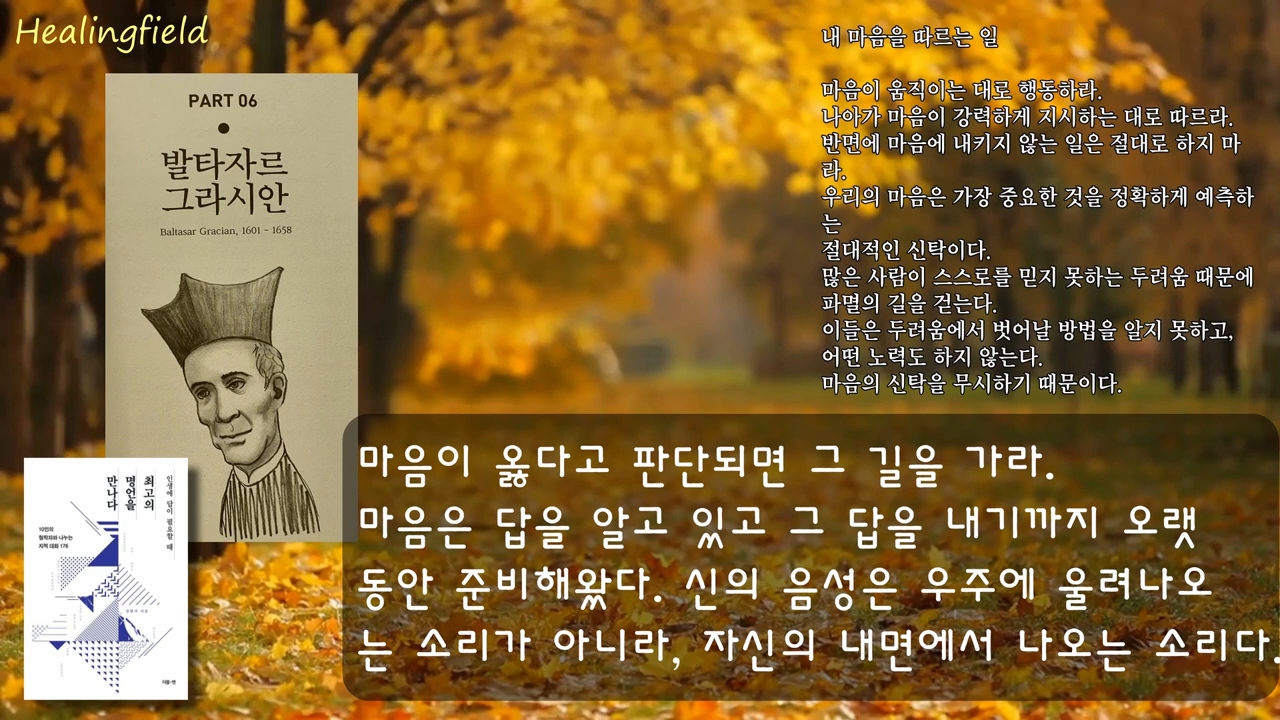 Healingfield
PART 06
발타자르
그라시안
Baltasar Gracian, 1601 ~ 1658
내 마음을 따르는 일
마음이 움직이는 대로 행동하라.
나아가 마음이 강력하게 지시하는 대로 따르라.
반면에 마음에 내키지 않는 일은 절대로 하지 마
라.
우리의 마음은 가장 중요한 것을 정확하게 예측하
는
절대적인 신탁이다.
많은 사람이 스스로를 믿지 못하는 두려움 때문에
파멸의 길을 걷는다.
이들은 두려움에서 벗어날 방법을 알지 못하고,
어떤 노력도 하지 않는다.
마음의 신탁을 무시하기 때문이다.
인생에 답이 필요할 때
최고의
명언을
만나다
10인의
철학자와 나누는
지적 대화 176
마음이 옳다고 판단되면 그 길을 가라.
마음은 답을 알고 있고 그 답을 내기까지 오랫
동안 준비해왔다. 신의 음성은 우주에 울려나오
는 소리가 아니라, 자신의 내면에서 나오는 소리다.